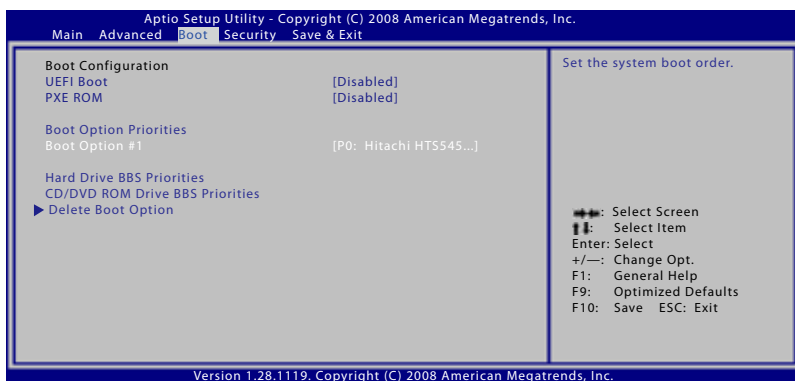 Aptio Setup Utility - Copyright (C) 2008 American Megatrends, Inc.
Main Advanced Boot Security Save & Exit
Boot Configuration
UEFI Boot [Disabled]
PXE ROM [Disabled]
Boot Option Priorities
Boot Option #1 [P0: Hitachi HTS545...]
Hard Drive BBS Priorities
CD/DVD ROM Drive BBS Priorities
Delete Boot Option
Set the system boot order.
: Select Screen
: Select Item
Enter: Select
+/—: Change Opt.
F1: General Help
F9: Optimized Defaults
F10: Save ESC: Exit
Version 1.28.1119. Copyright (C) 2008 American Megatrends, Inc.